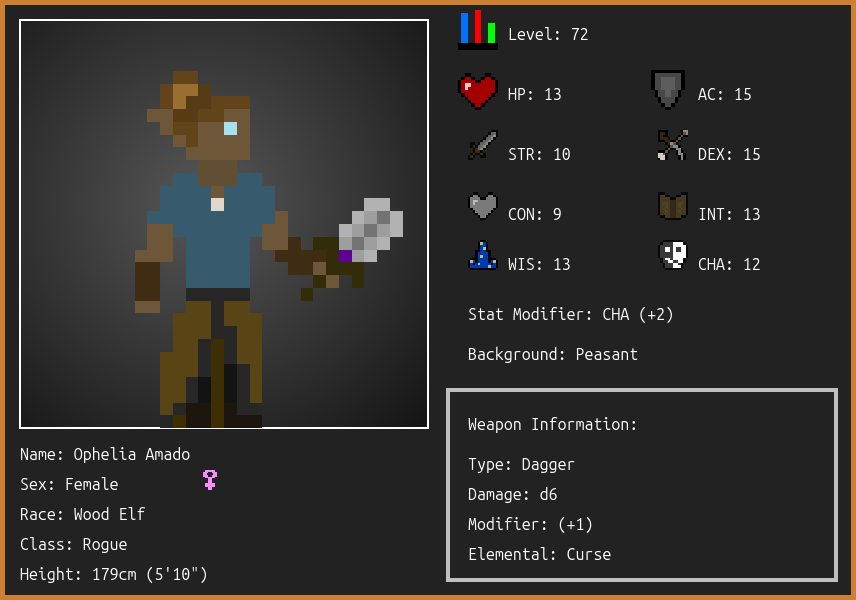 Level: 72
HP: 13
AC: 15
STR: 10
DEX: 15
CON: 9
INT: 13
WIS: 13
CHA: 12
Stat Modifier: CHA (+2)
Background: Peasant
Weapon Information:
Type: Dagger
Damage: d6
Modifier: (+1)
Elemental: Curse
Name: Ophelia Amado
Sex: Female
Race: Wood Elf
Class: Rogue
Height: 179cm (5'10")